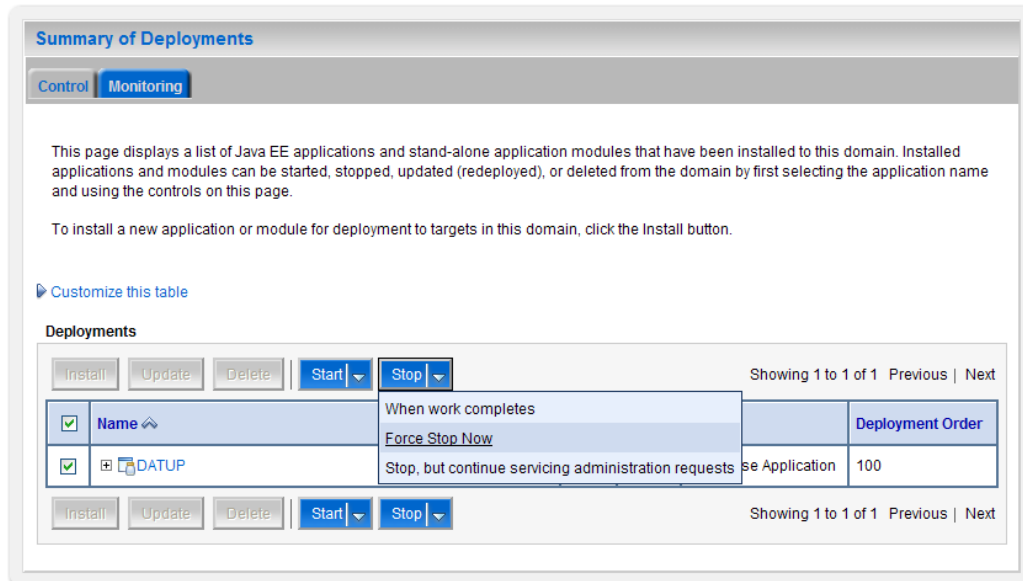 Summary of Deployments
Control Monitoring
This page displays a list of Java EE applications and stand-alone application modules that have been installed to this domain. Installed
applications and modules can be started, stopped, updated (redeployed), or deleted from the domain by first selecting the application name
and using the controls on this page.
To install a new application or module for deployment to targets in this domain, click the Install button.
Customize this table
Deployments
Install Update Delete Start Stop Showing 1 to 1 of 1 Previous | Next
When work completes
Name Deployment Order
Force Stop Now
DATUP se Application 100
Stop, but continue servicing administration requests
Install Update Delete Start Stop Showing 1 to 1 of 1 Previous | Next